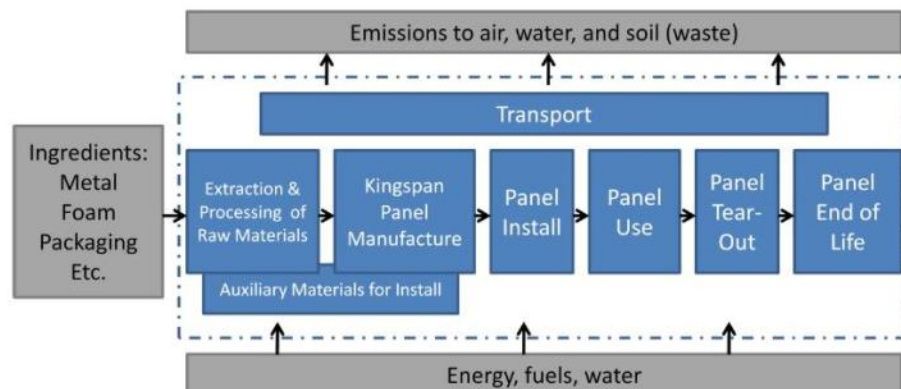 Emissions to air, water, and soil (waste)
Transport
Ingredients:
Metal
Foam
Packaging
Etc.
Extraction &
Processing of
Raw Materials
Kingspan
Panel
Manufacture
Panel
Install
Panel
Use
Panel
Tear-
Out
Panel
End of
Life
Auxiliary Materials for Install
Energy, fuels, water